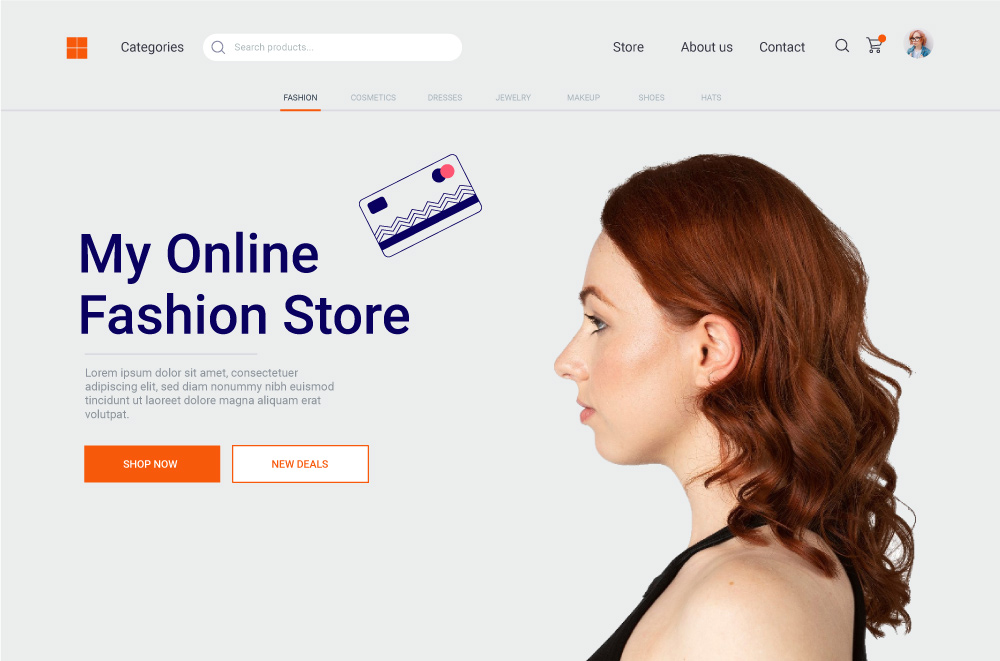 Categories
Search products...
Store
About us
Contact
FASHION
COSMETICS
DRESSES
JEWELRY
MAKEUP
SHOES
HATS
My Online
Fashion Store
Lorem ipsum dolor sit amet, consectetuer
adipiscing elit, sed diam nonummy nibh euismod
tincidunt ut laoreet dolore magna aliquam erat
volutpat.
SHOP NOW
NEW DEALS